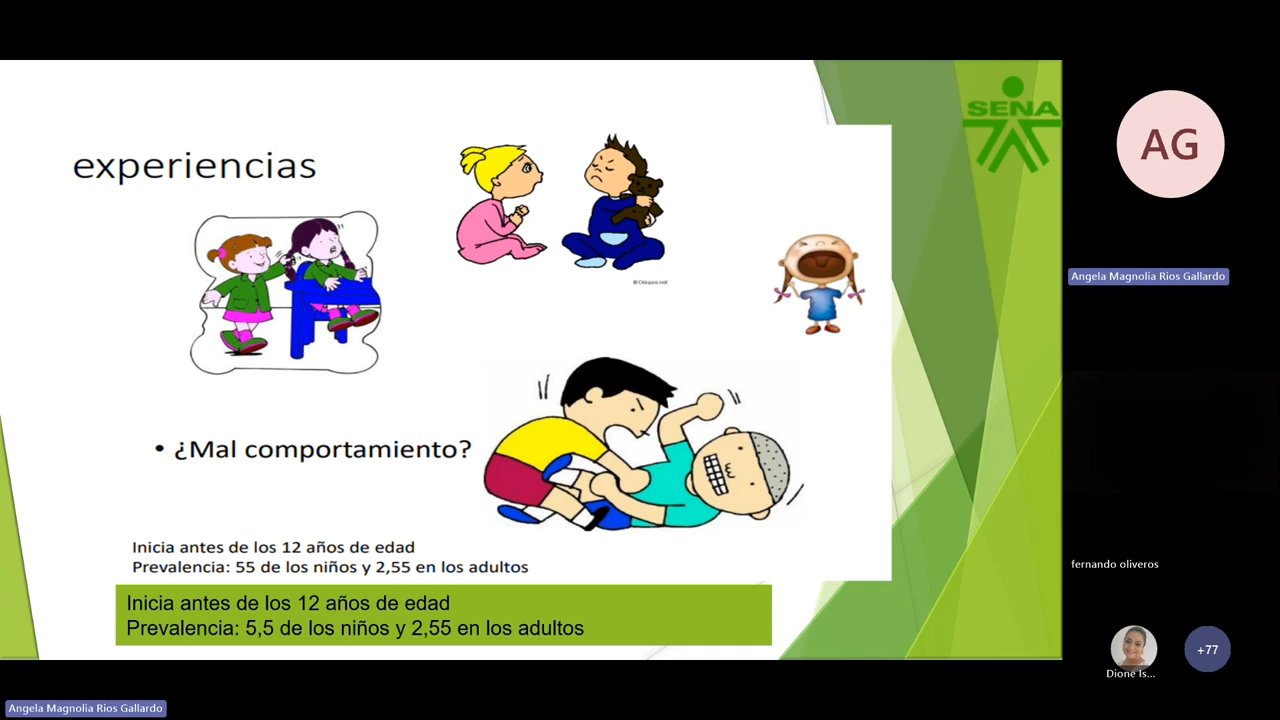 SENA
experiencias
© Dibujos.net
• ¿Mal comportamiento?
Inicia antes de los 12 años de edad
Prevalencia: 55 de los niños y 2,55 en los adultos
Inicia antes de los 12 años de edad
Prevalencia: 5,5 de los niños y 2,55 en los adultos
AG
Angela Magnolia Rios Gallardo
fernando oliveros
Dione Is...
+77
Angela Magnolia Rios Gallardo